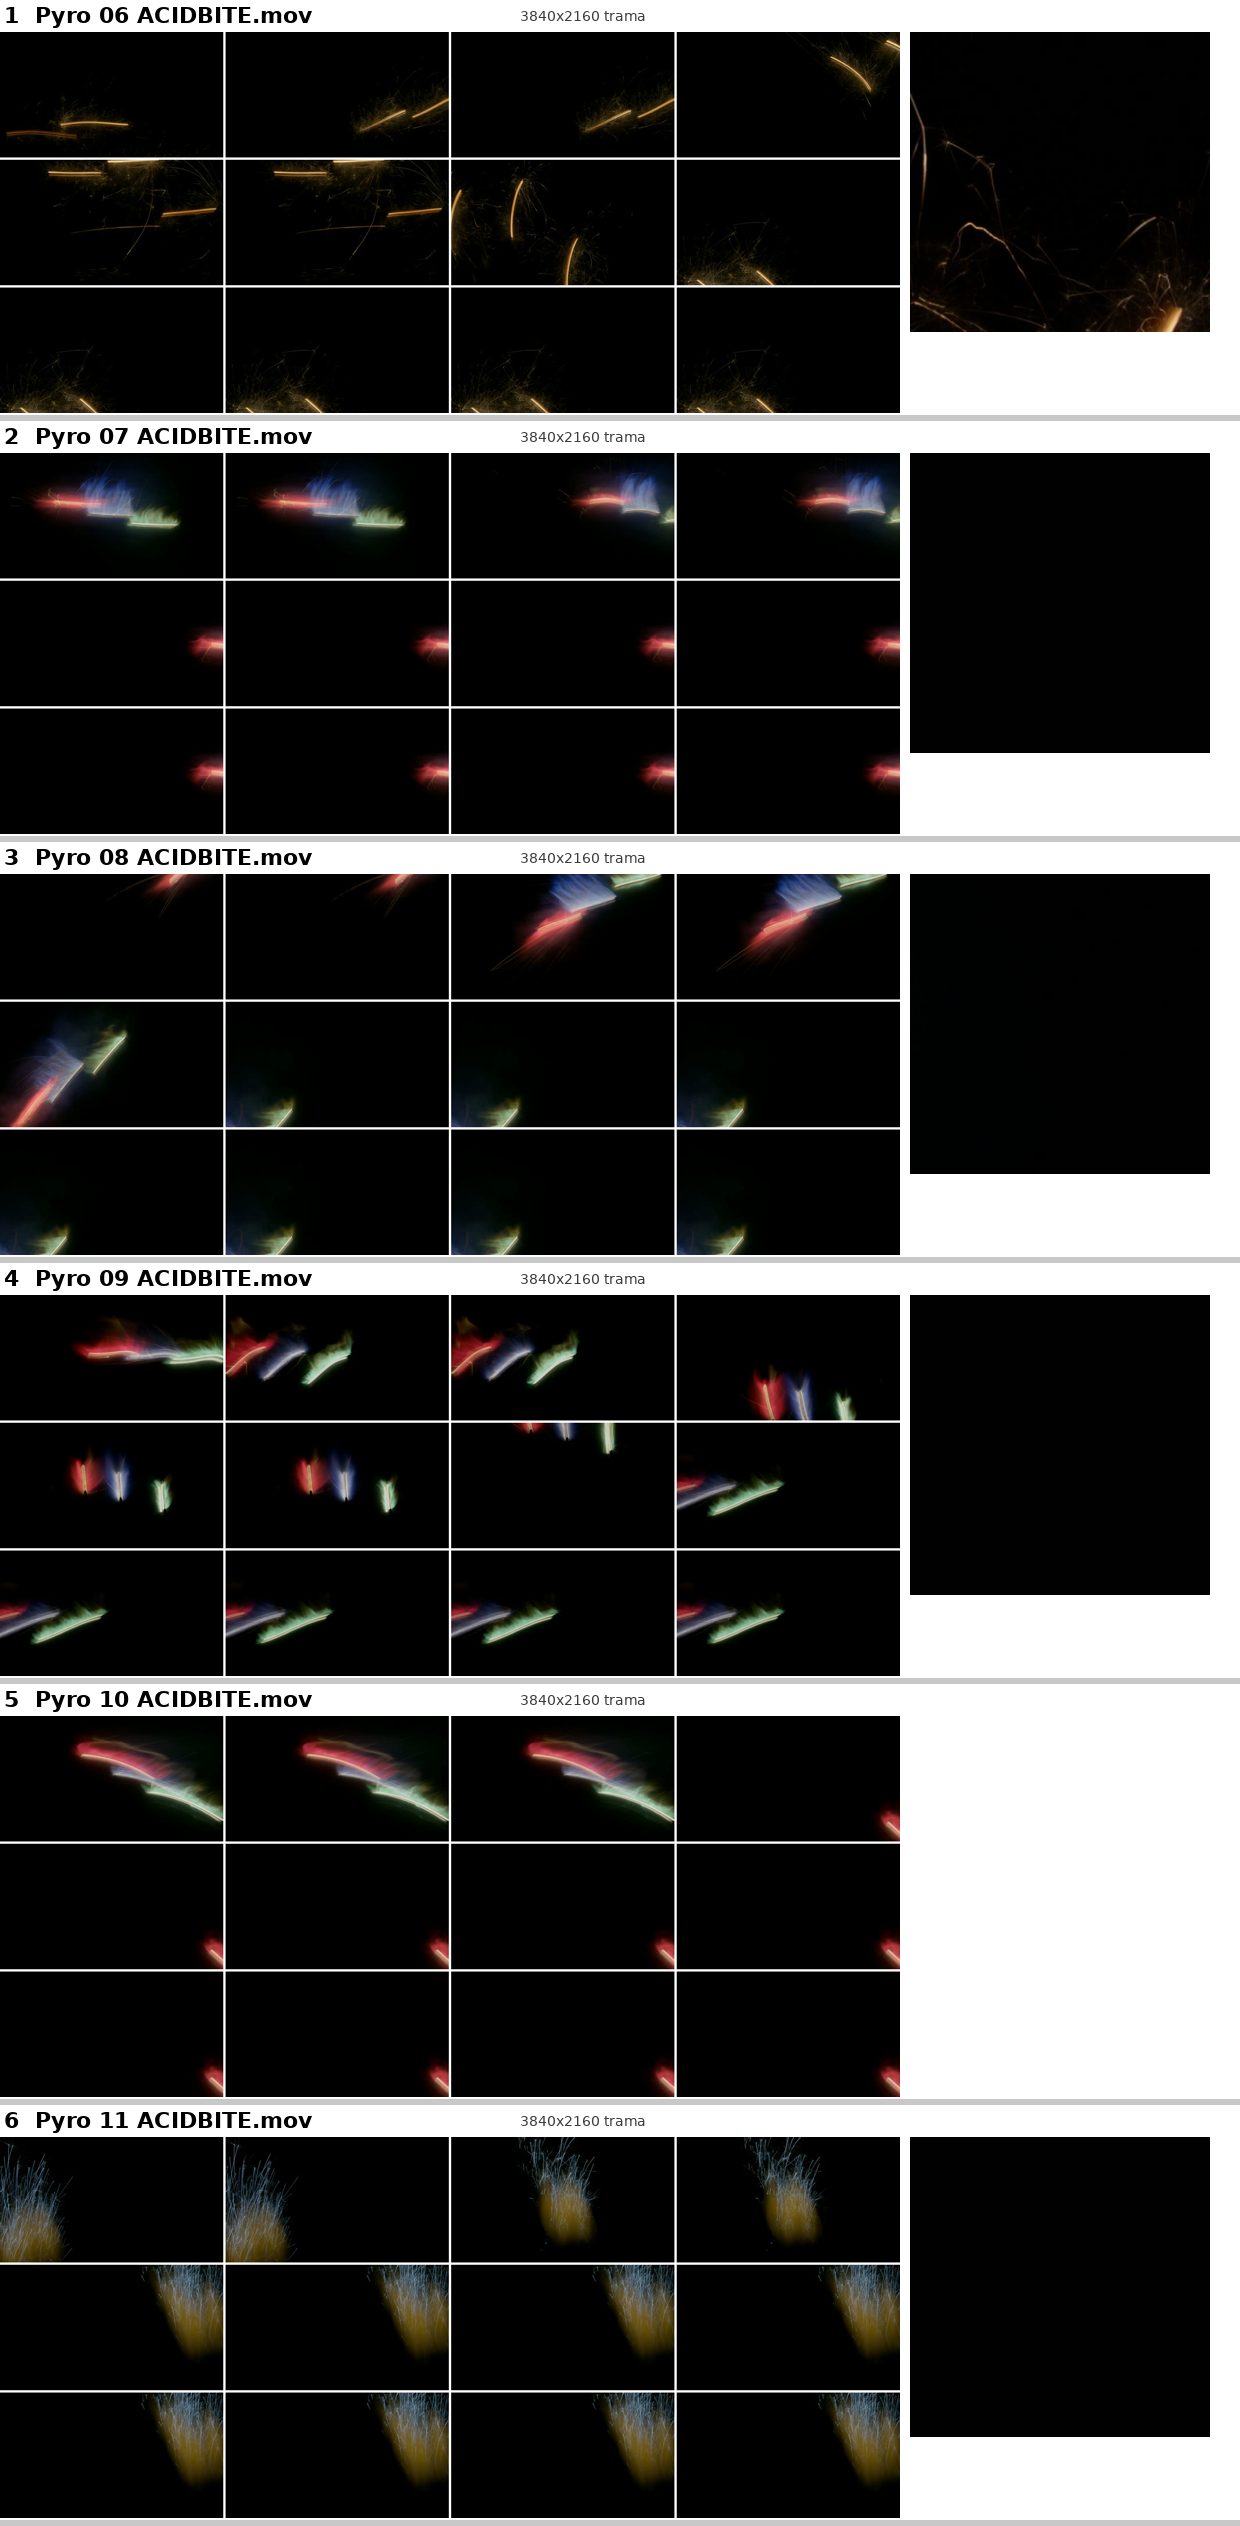 1 Pyro 06 ACIDBITE.mov 3840x2160 trama
2 Pyro 07 ACIDBITE.mov 3840x2160 trama
3 Pyro 08 ACIDBITE.mov 3840x2160 trama
4 Pyro 09 ACIDBITE.mov 3840x2160 trama
5 Pyro 10 ACIDBITE.mov 3840x2160 trama
6 Pyro 11 ACIDBITE.mov 3840x2160 trama